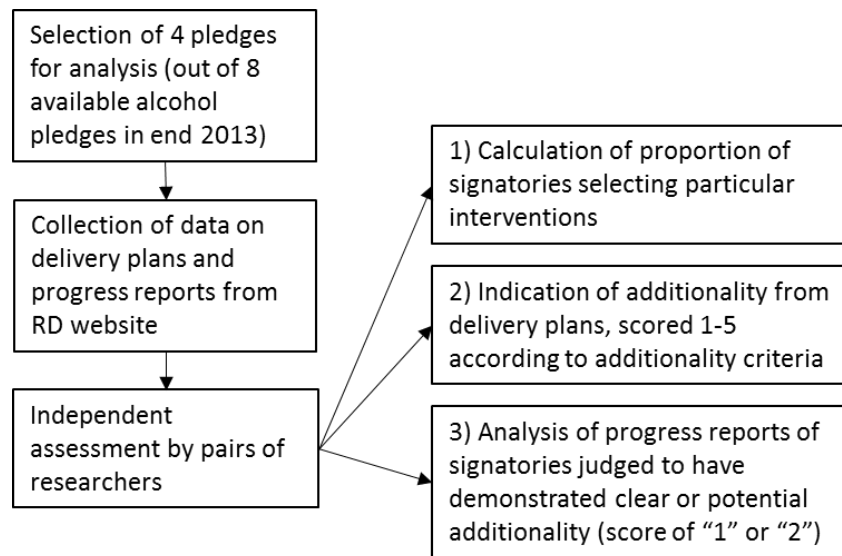 Selection of 4 pledges
for analysis (out of 8
available alcohol
pledges in end 2013)
Collection of data on
delivery plans and
progress reports from
RD website
Independent
assessment by pairs of
researchers
1) Calculation of proportion of
signatories selecting particular
interventions
2) Indication of additionality from
delivery plans, scored 1-5
according to additionality criteria
3) Analysis of progress reports of
signatories judged to have
demonstrated clear or potential
additionality (score of “1” or “2”)